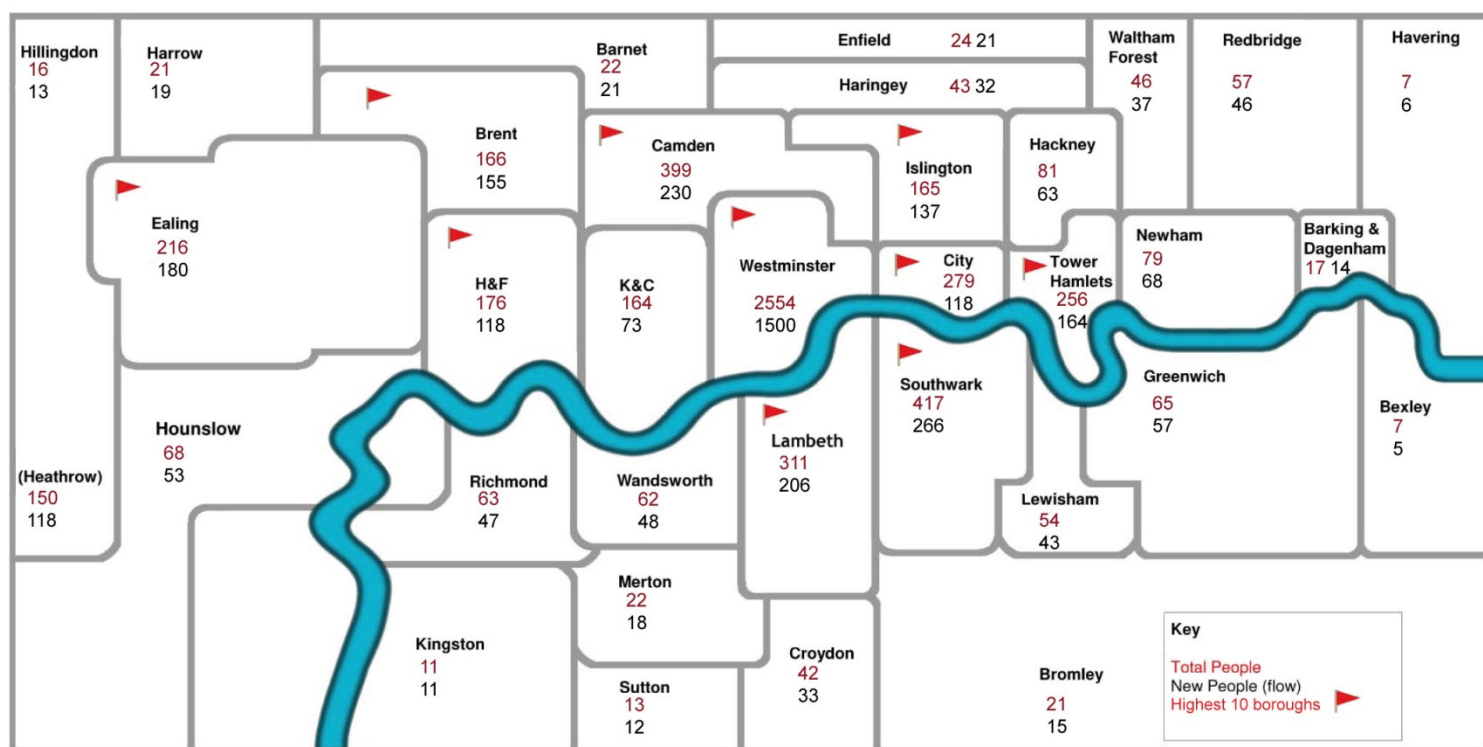 Hillingdon
16
13
Harrow
21
19
Barnet
22
21
Enfield 24 21
Haringey 43 32
Waltham
Forest
46
37
Redbridge
57
46
Havering
7
6
Brent
166
155
Camden
399
230
Islington
165
137
Hackney
81
63
Ealing
216
180
H&F
176
118
K&C
164
73
Westminster
2554
1500
City
279
118
Tower
Hamlets
256
164
Newham
79
68
Barking &
Dagenham
17 14
Hounslow
68
53
(Heathrow)
150
118
Richmond
63
47
Wandsworth
62
48
Lambeth
311
206
Southwark
417
266
Lewisham
54
43
Greenwich
65
57
Bexley
7
5
Kingston
11
11
Merton
22
18
Sutton
13
12
Croydon
42
33
Bromley
21
15
Key
Total People
New People (flow)
Highest 10 boroughs